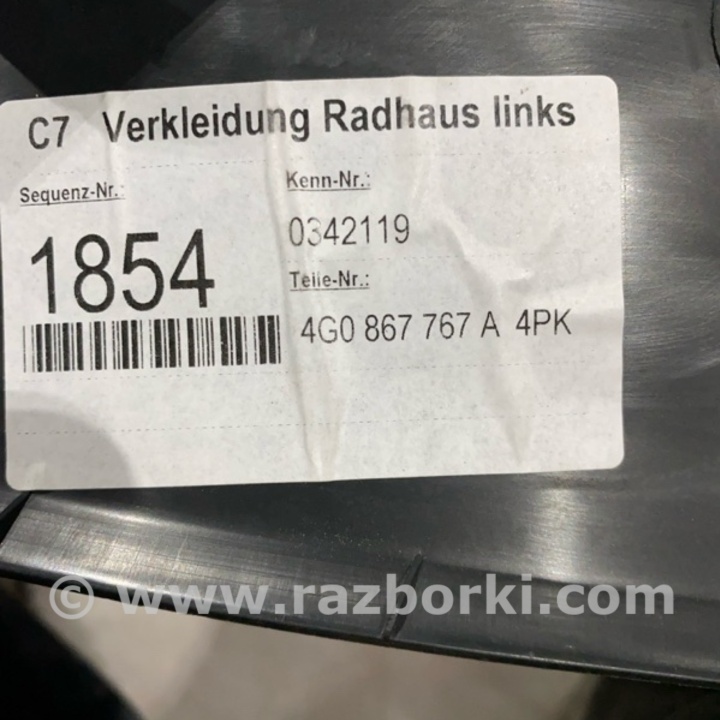 C7 Verkleidung Radhaus links
Sequenz-Nr.:
1854
Kenn-Nr.:
0342119
Teile-Nr.:
4G0 867 767 A 4PK
© www.razborki.com